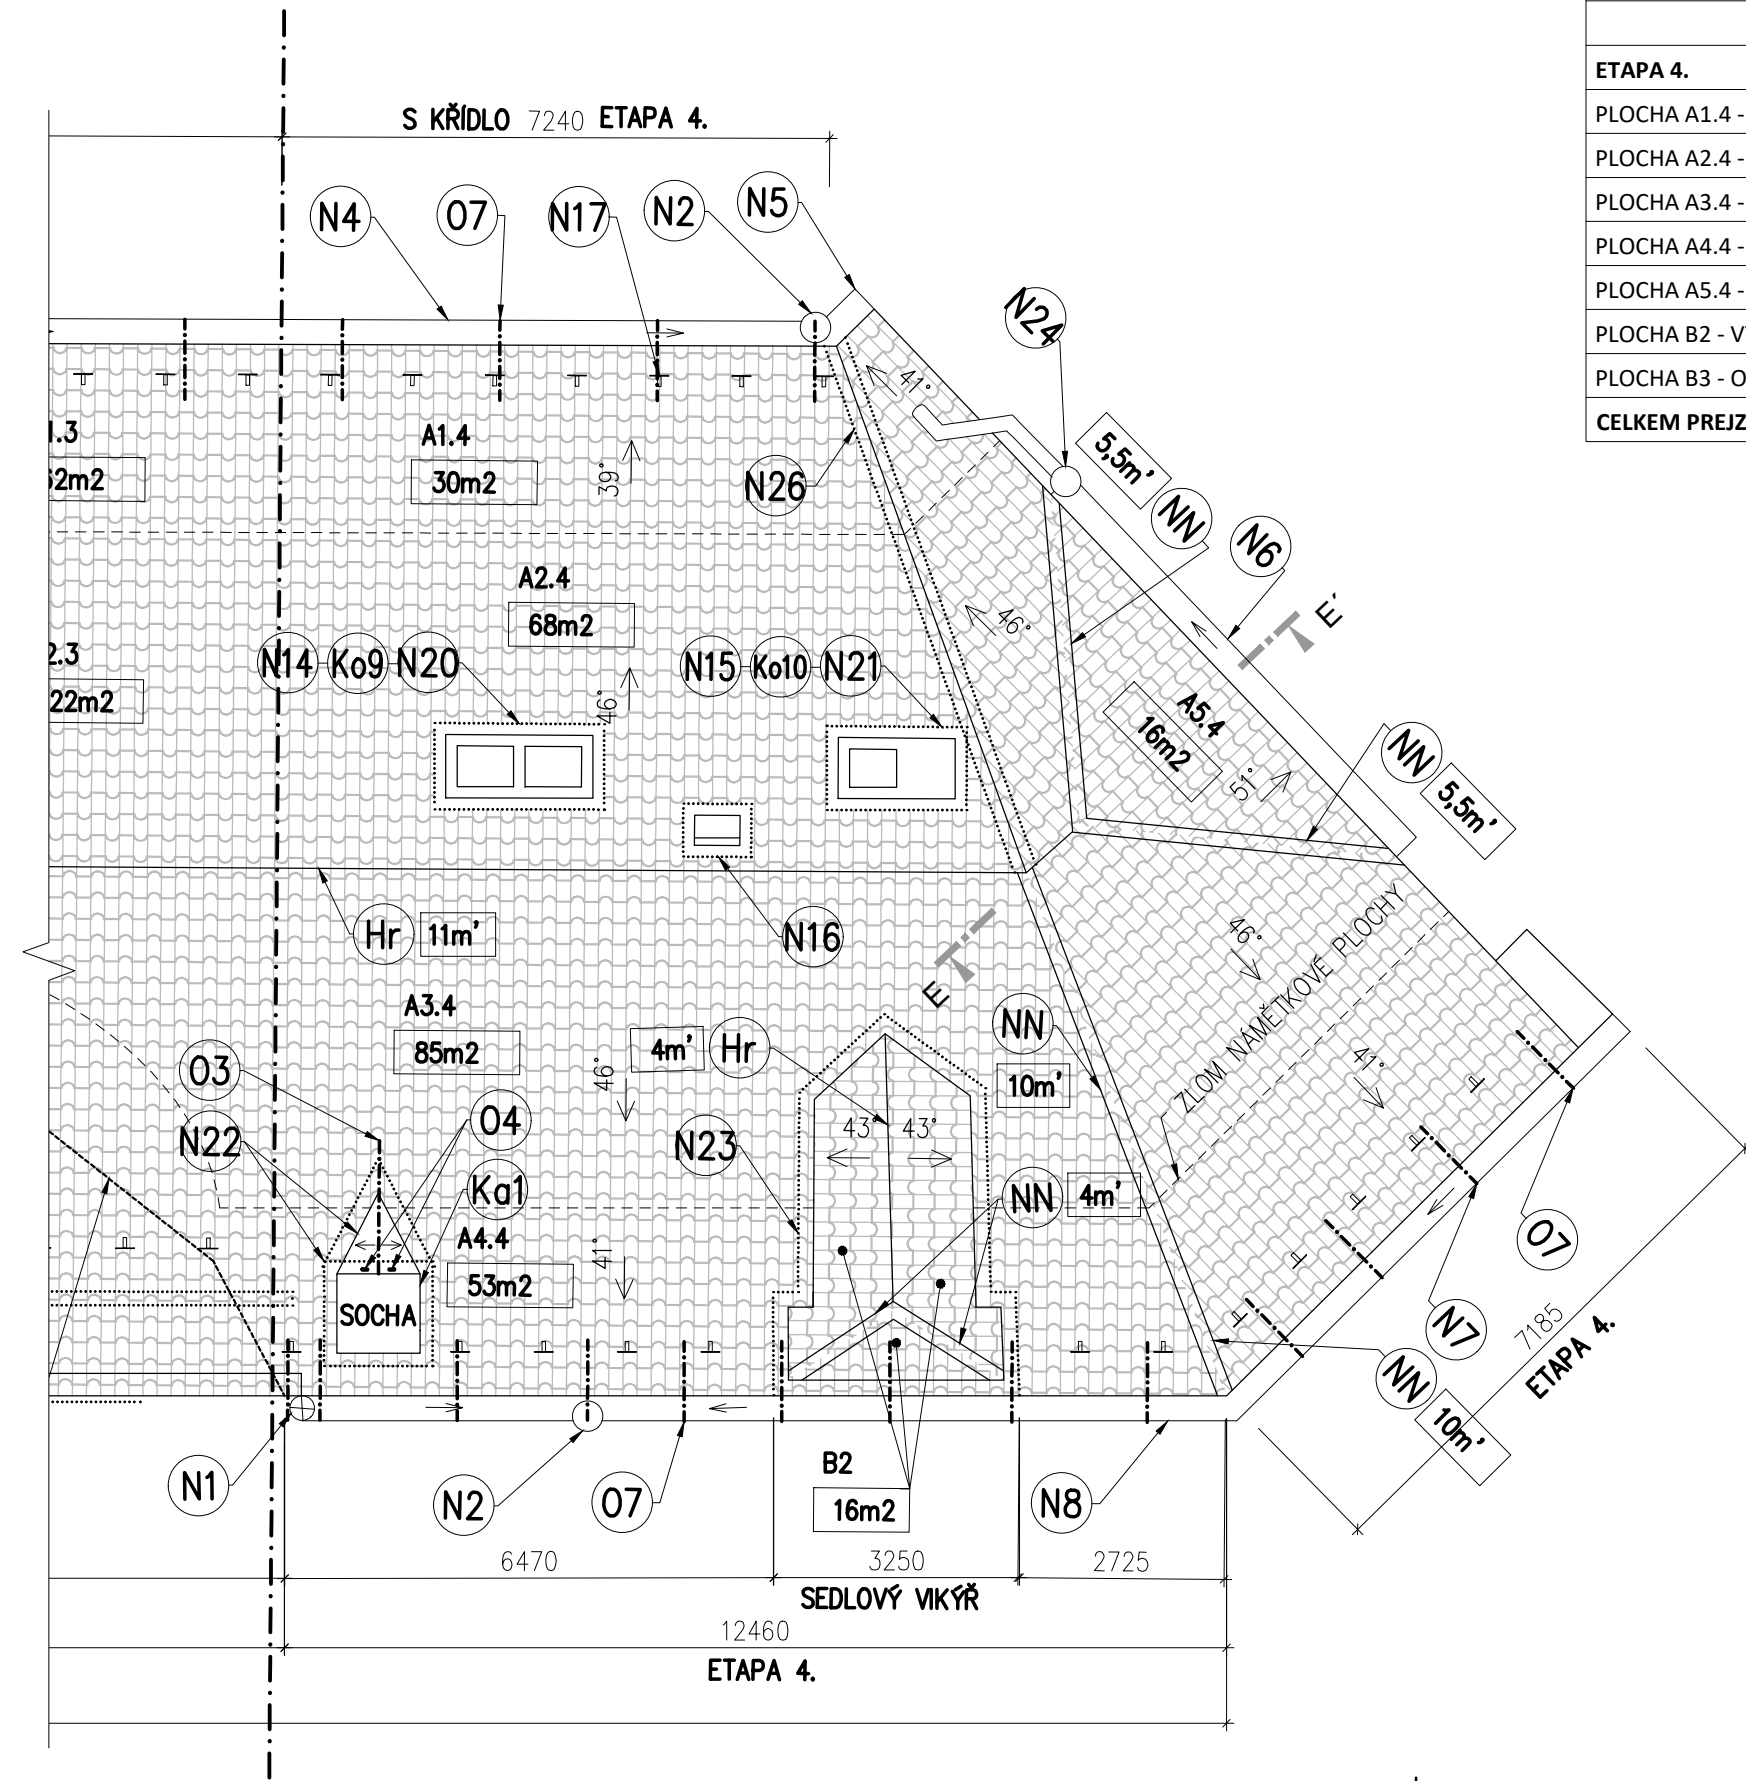 ETAPA 4.
PLOCHA A1.4 -
PLOCHA A2.4 -
PLOCHA A3.4 -
PLOCHA A4.4 -
PLOCHA A5.4 -
PLOCHA B2 -
PLOCHA B3 -
CELKEM PREJZ
S KŘÍDLO 7240 ETAPA 4.
N4
O7
N17
N2
N5
N24
41°
1.3
A1.4
30m2
39°
N26
5,5m'
NN
N6
E'
A2.4
68m2
46°
2.3
22m2
N14 Ko9 N20
46°
N15 Ko10 N21
A5.4
16m2
51°
NN
5,5m'
Hr
11m'
N16
46°
ZLOM NÁMĚTKOVÉ PLOCHY
E
A3.4
85m2
46°
4m'
Hr
NN
10m'
41°
O3
O4
N22
Ka1
N23
43°
43°
NN
4m'
A4.4
53m2
41°
SOCHA
O7
N7
7185
ETAPA 4.
NN
10m'
N1
N2
O7
B2
16m2
N8
6470
3250
2725
SEDLOVÝ VIKÝŘ
12460
ETAPA 4.